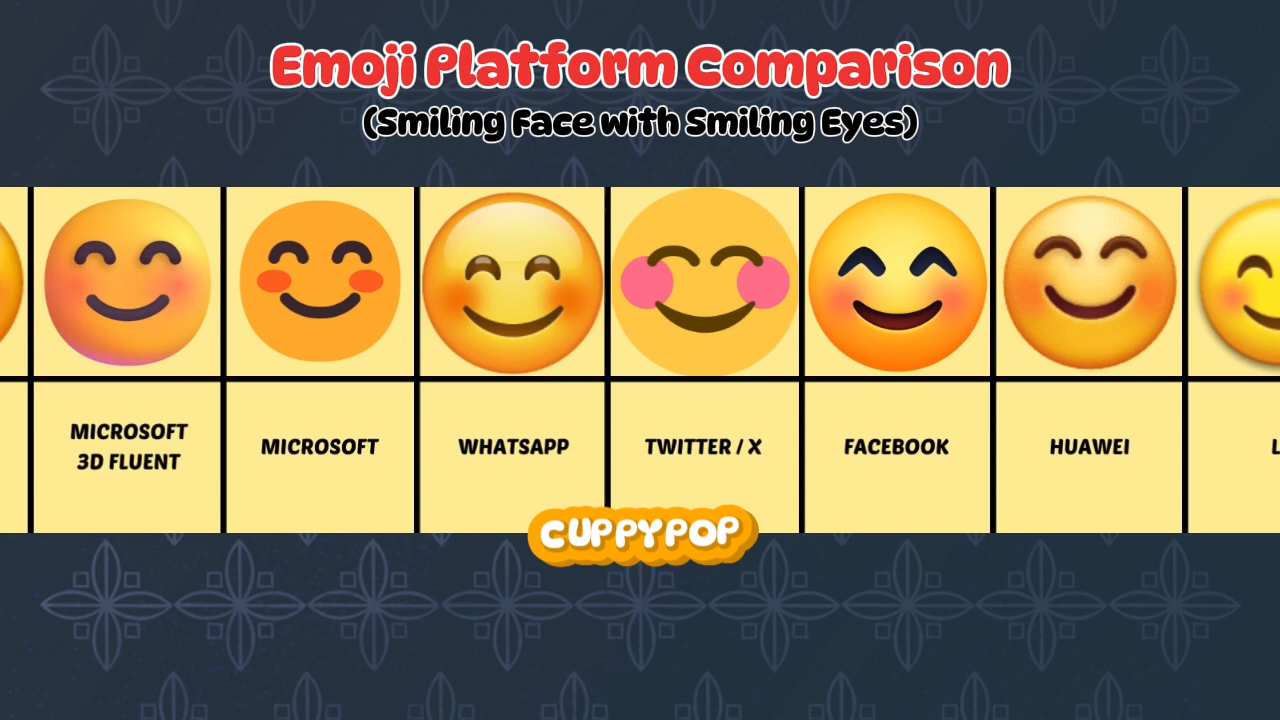 Emoji Platform Comparison
(Smiling Face with Smiling Eyes)
MICROSOFT
3D FLUENT
MICROSOFT
WHATSAPP
TWITTER / X
FACEBOOK
HUAWEI
CUPPYPOP